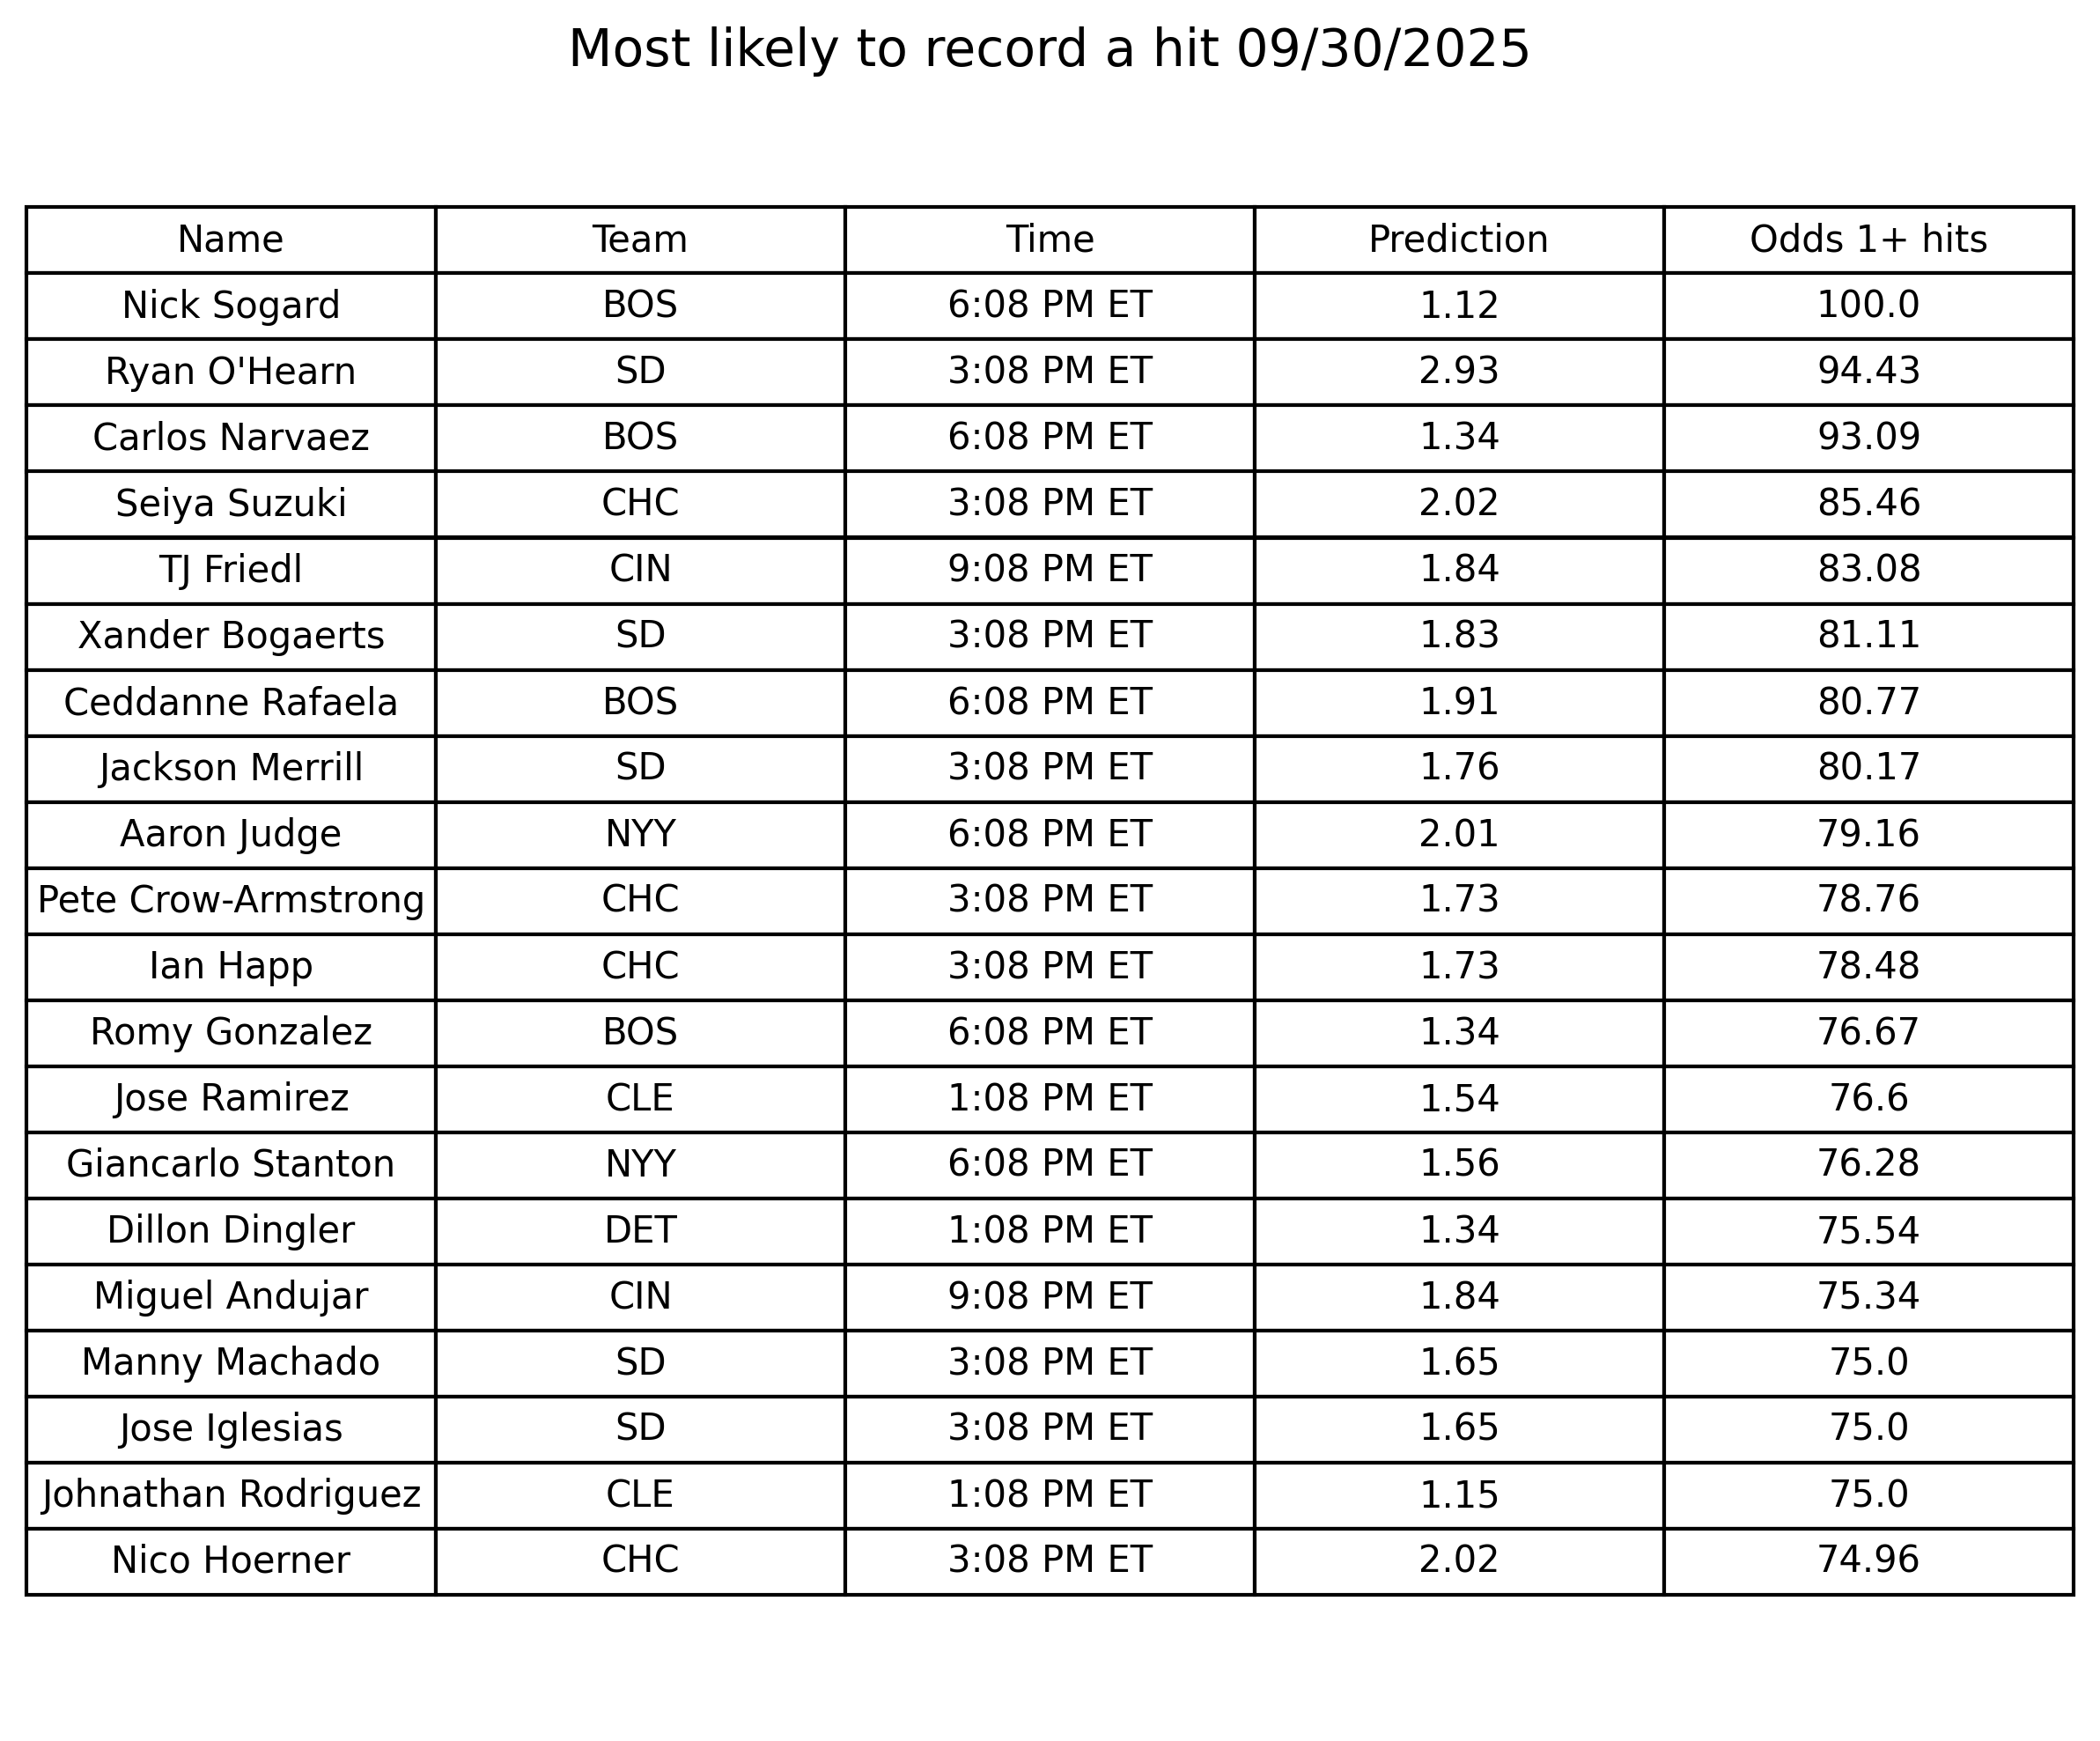 Most likely to record a hit 09/30/2025
Name Team Time Prediction Odds 1+ hits
Nick Sogard BOS 6:08 PM ET 1.12 100.0
Ryan O'Hearn SD 3:08 PM ET 2.93 94.43
Carlos Narvaez BOS 6:08 PM ET 1.34 93.09
Seiya Suzuki CHC 3:08 PM ET 2.02 85.46
TJ Friedl CIN 9:08 PM ET 1.84 83.08
Xander Bogaerts SD 3:08 PM ET 1.83 81.11
Ceddanne Rafaela BOS 6:08 PM ET 1.91 80.77
Jackson Merrill SD 3:08 PM ET 1.76 80.17
Aaron Judge NYY 6:08 PM ET 2.01 79.16
Pete Crow-Armstrong CHC 3:08 PM ET 1.73 78.76
Ian Happ CHC 3:08 PM ET 1.73 78.48
Romy Gonzalez BOS 6:08 PM ET 1.34 76.67
Jose Ramirez CLE 1:08 PM ET 1.54 76.6
Giancarlo Stanton NYY 6:08 PM ET 1.56 76.28
Dillon Dingler DET 1:08 PM ET 1.34 75.54
Miguel Andujar CIN 9:08 PM ET 1.84 75.34
Manny Machado SD 3:08 PM ET 1.65 75.0
Jose Iglesias SD 3:08 PM ET 1.65 75.0
Johnathan Rodriguez CLE 1:08 PM ET 1.15 75.0
Nico Hoerner CHC 3:08 PM ET 2.02 74.96